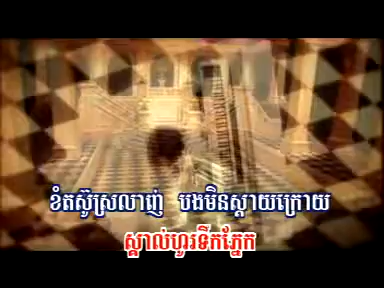 ខំតស៊ូស្រលាញ់ បងមិនស្ដាយក្រោយ
ស្គាល់ហូរទឹកភ្នែក